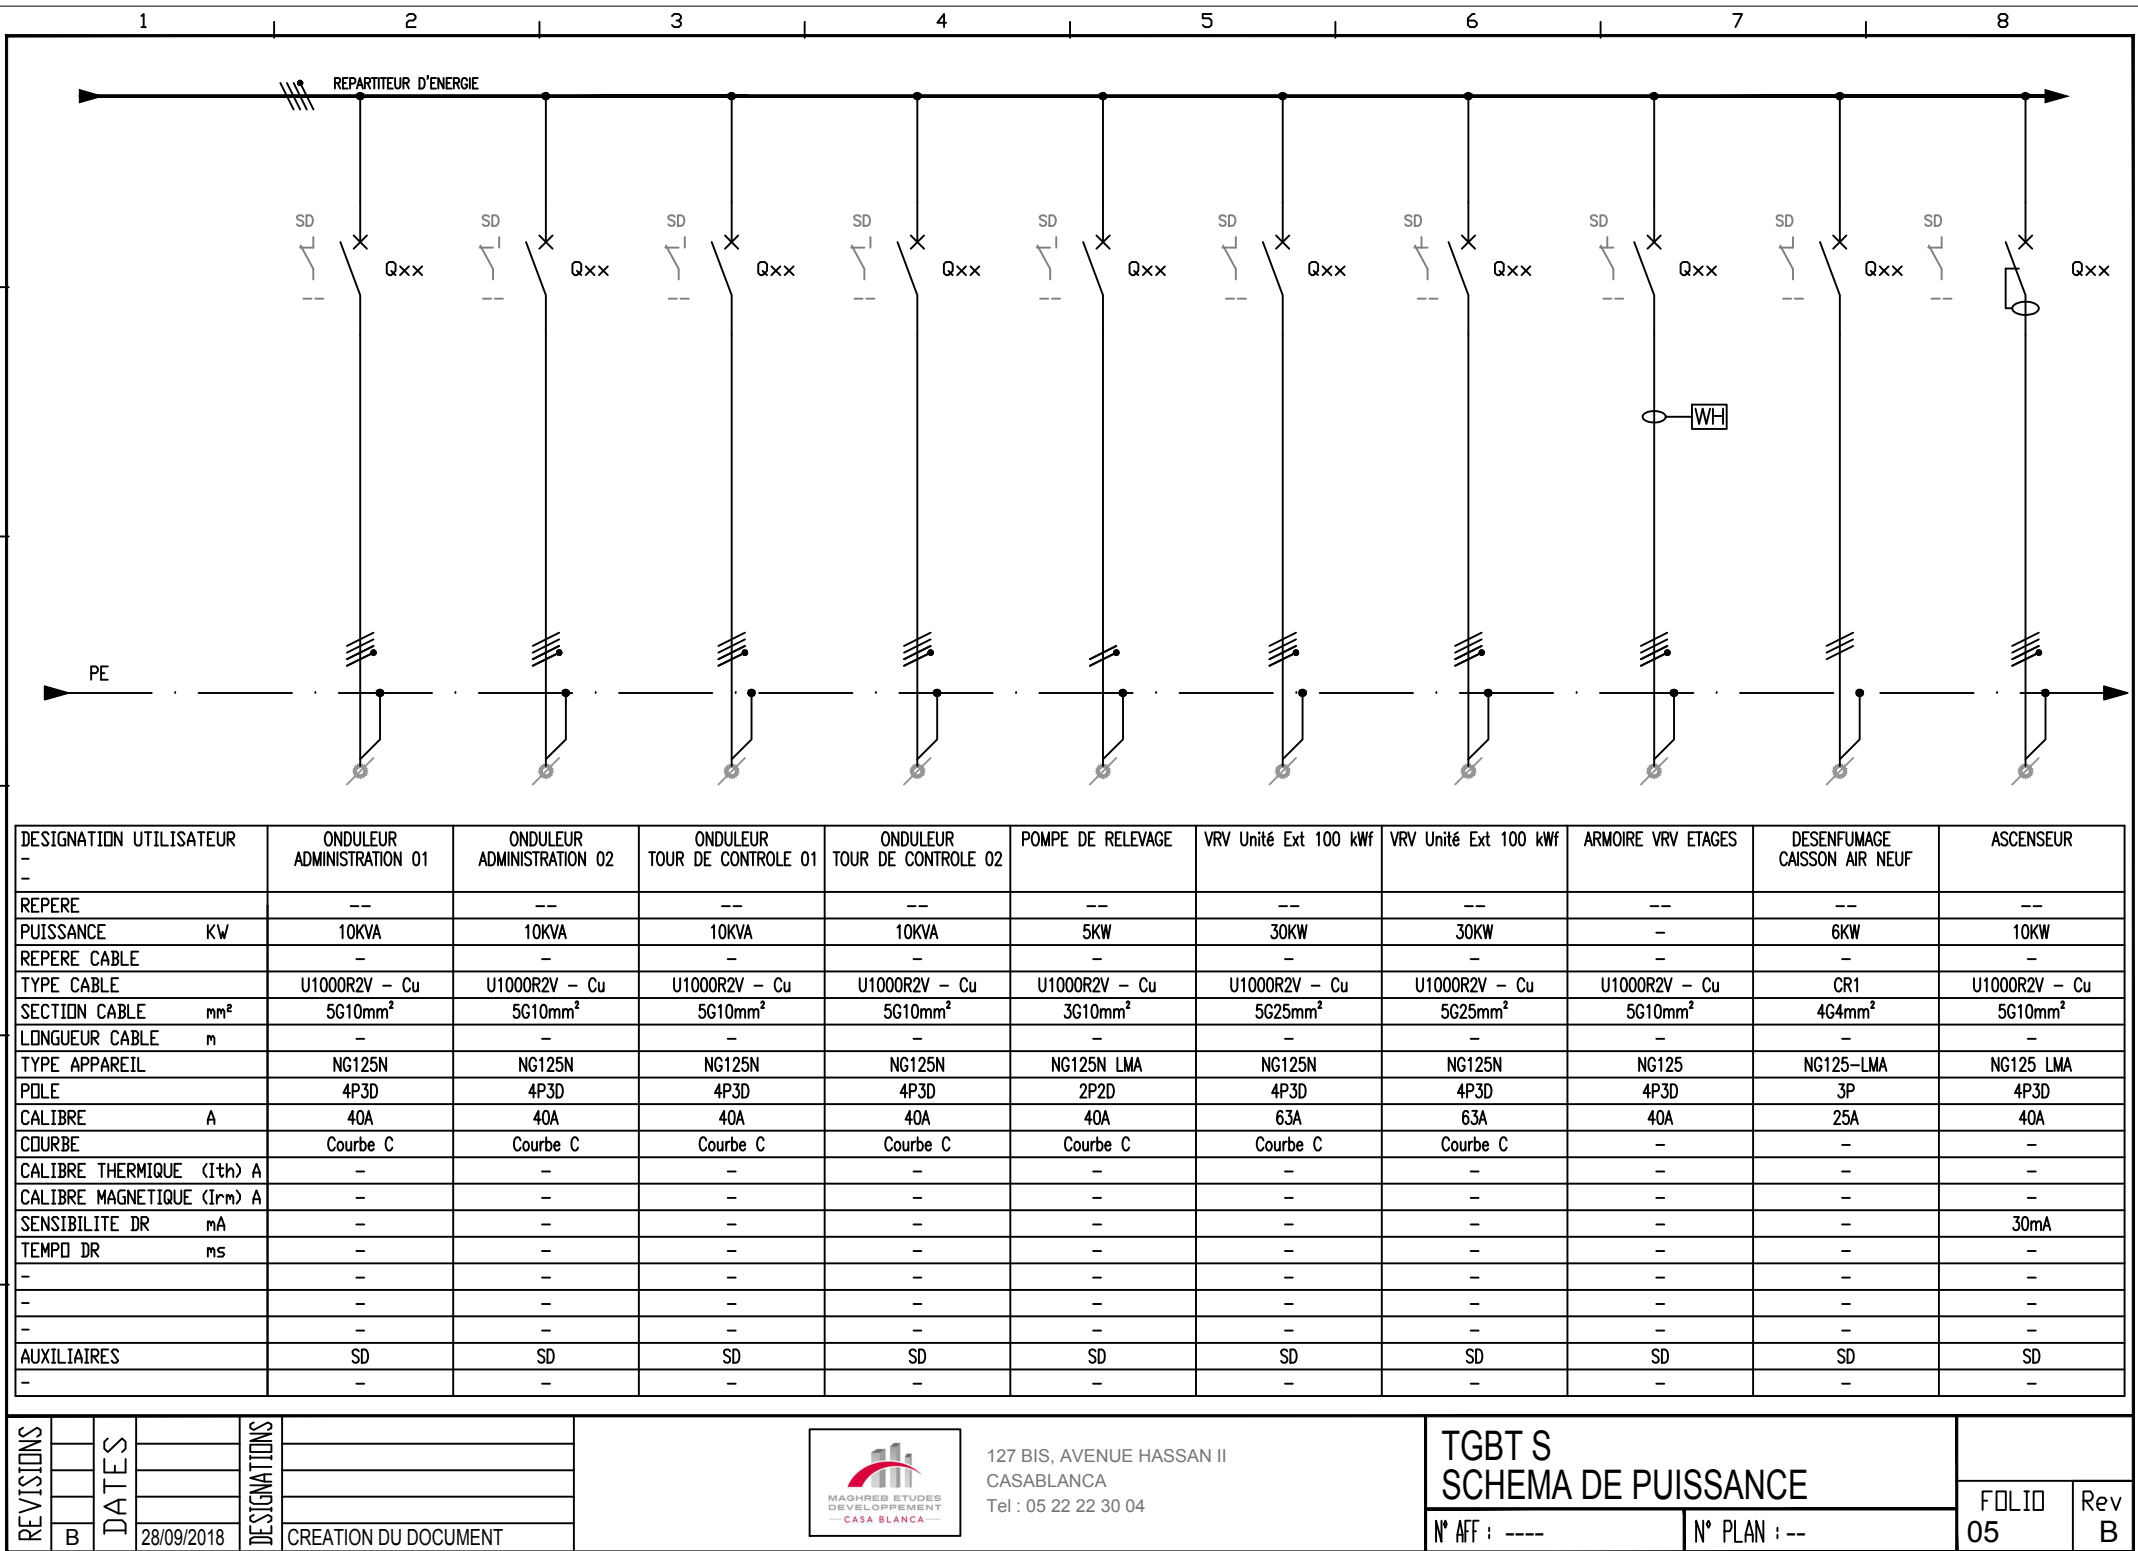 1 2 3 4 5 6 7 8
REPARTITEUR D'ENERGIE
SD SD SD SD SD SD SD SD SD SD
Qxx Qxx Qxx Qxx Qxx Qxx Qxx Qxx Qxx Qxx
-- -- -- -- -- -- -- -- -- --
WH
PE
DESIGNATION UTILISATEUR ONDULEUR ONDULEUR ONDULEUR ONDULEUR POMPE DE RELEVAGE VRV Unité Ext 100 kWf VRV Unité Ext 100 kWf ARMOIRE VRV ETAGES DESENFUMAGE ASCENSEUR
- ADMINISTRATION 01 ADMINISTRATION 02 TOUR DE CONTROLE 01 TOUR DE CONTROLE 02 CAISSON AIR NEUF
-
REPERE -- -- -- -- -- -- -- -- -- --
PUISSANCE KW 10KVA 10KVA 10KVA 10KVA 5KW 30KW 30KW - 6KW 10KW
REPERE CABLE - - - - - - - - - -
TYPE CABLE U1000R2V - Cu U1000R2V - Cu U1000R2V - Cu U1000R2V - Cu U1000R2V - Cu U1000R2V - Cu U1000R2V - Cu U1000R2V - Cu CR1 U1000R2V - Cu
SECTION CABLE mm² 5G10mm² 5G10mm² 5G10mm² 5G10mm² 3G10mm² 5G25mm² 5G25mm² 5G10mm² 4G4mm² 5G10mm²
LONGUEUR CABLE m - - - - - - - - - -
TYPE APPAREIL NG125N NG125N NG125N NG125N NG125N LMA NG125N NG125N NG125 NG125-LMA NG125 LMA
POLE 4P3D 4P3D 4P3D 4P3D 2P2D 4P3D 4P3D 4P3D 3P 4P3D
CALIBRE A 40A 40A 40A 40A 40A 63A 63A 40A 25A 40A
COURBE Courbe C Courbe C Courbe C Courbe C Courbe C Courbe C Courbe C - - -
CALIBRE THERMIQUE (Ith) A - - - - - - - - - -
CALIBRE MAGNETIQUE (Irm) A - - - - - - - - - -
SENSIBILITE DR mA - - - - - - - - - 30mA
TEMPO DR ms - - - - - - - - - -
- - - - - - - - - - -
- - - - - - - - - - -
- - - - - - - - - - -
AUXILIAIRES SD SD SD SD SD SD SD SD SD SD
- - - - - - - - - - -
REVISIONS
B
DATES
28/09/2018
DESIGNATIONS
CREATION DU DOCUMENT
MAGHREB ETUDES
DEVELOPPEMENT
CASA BLANCA
127 BIS, AVENUE HASSAN II
CASABLANCA
Tel : 05 22 22 30 04
TGBT S
SCHEMA DE PUISSANCE
N° AFF : ----
N° PLAN : --
FOLIO
05
Rev
B